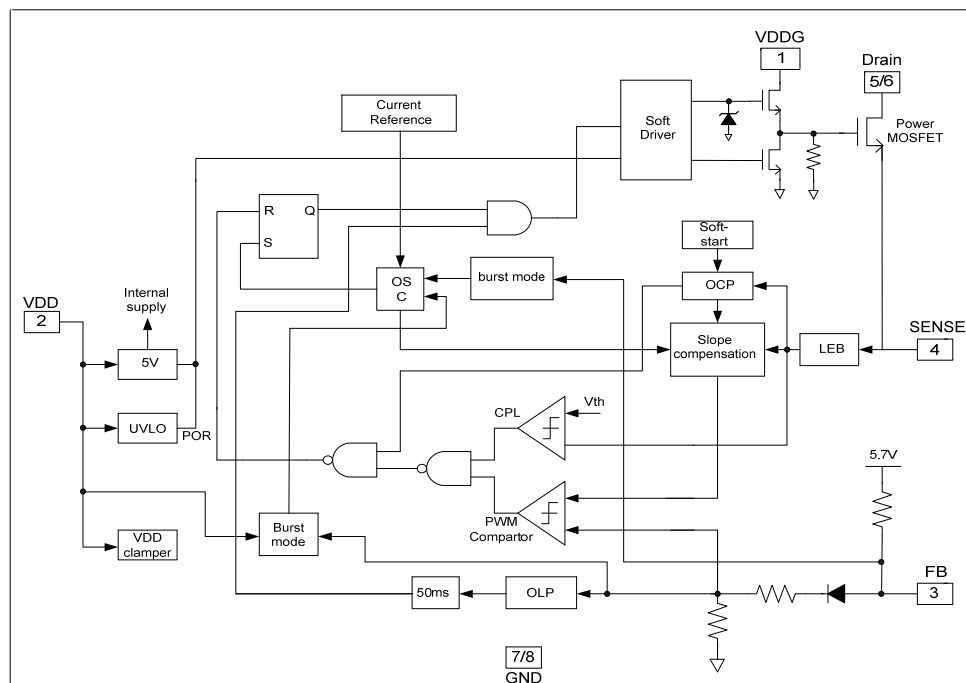 VDDG
1
Drain
5/6
Current
Reference
Soft
Driver
Power
MOSFET
R
Q
S
Soft-
start
OS
C
burst mode
OCP
Internal
supply
VDD
2
5V
Slope
compensation
LEB
SENSE
4
UVLO
POR
CPL
Vth
5.7V
Burst
mode
PWM
Compartor
VDD
clamper
50ms
OLP
FB
3
7/8
GND